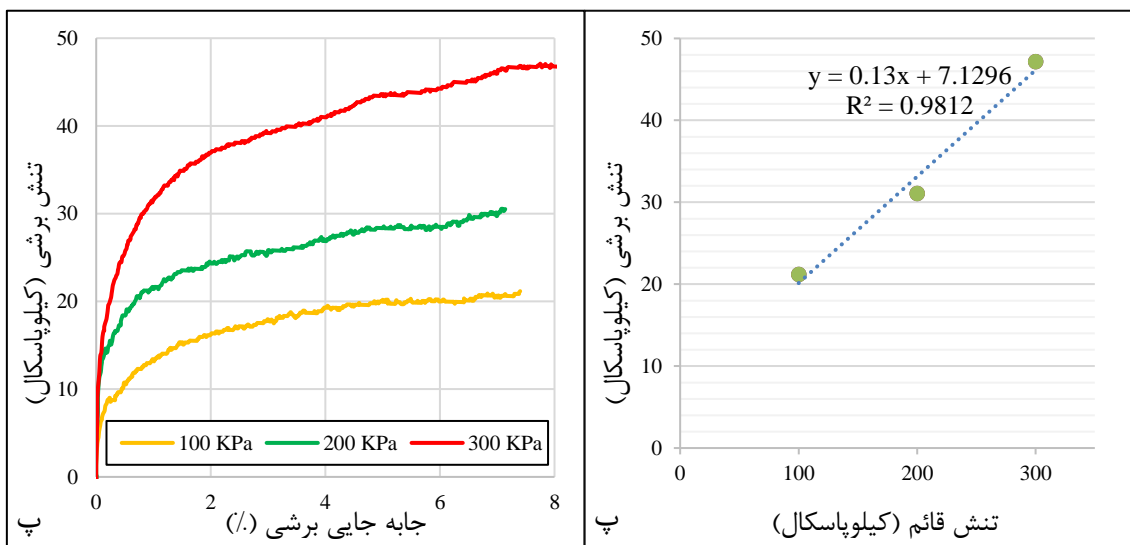 50
40
30
20
10
0
0
2
4
6
8
تنش برشی (کیلوپاسکال)
100 KPa
200 KPa
300 KPa
جابه جایی برشی (٪)
پ
50
40
30
20
10
0
0
100
200
300
تنش برشی (کیلوپاسکال)
y = 0.13x + 7.1296
R² = 0.9812
تنش قائم (کیلوپاسکال)
پ